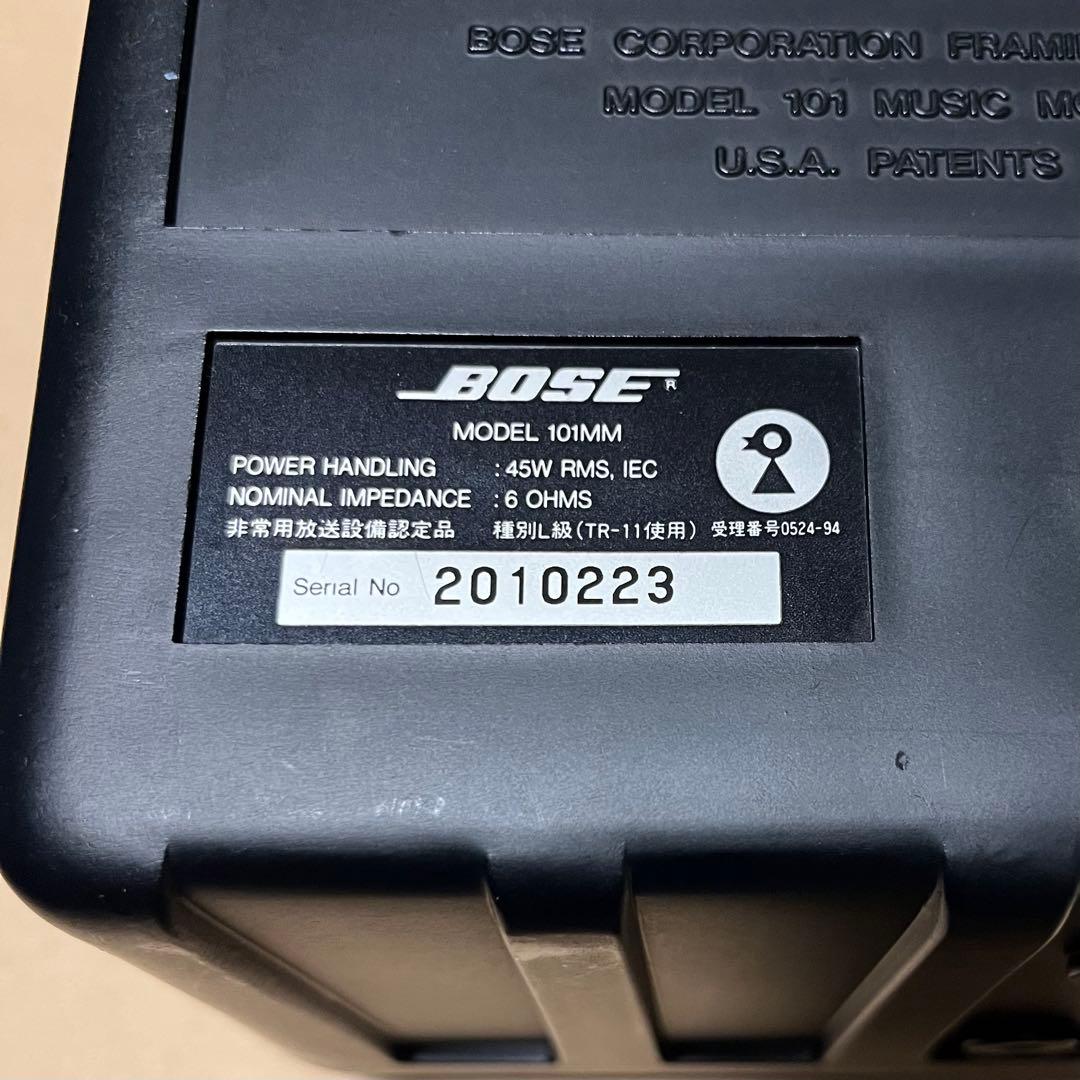 BOSE CORPORATION
MODEL 101 MUSIC
U.S.A. PATENTS
BOSE®
MODEL 101MM
POWER HANDLING : 45W RMS, IEC
NOMINAL IMPEDANCE : 6 OHMS
非常用放送設備認定品 種別L級(TR-11使用) 受理番号0524-94
Serial No 2010223